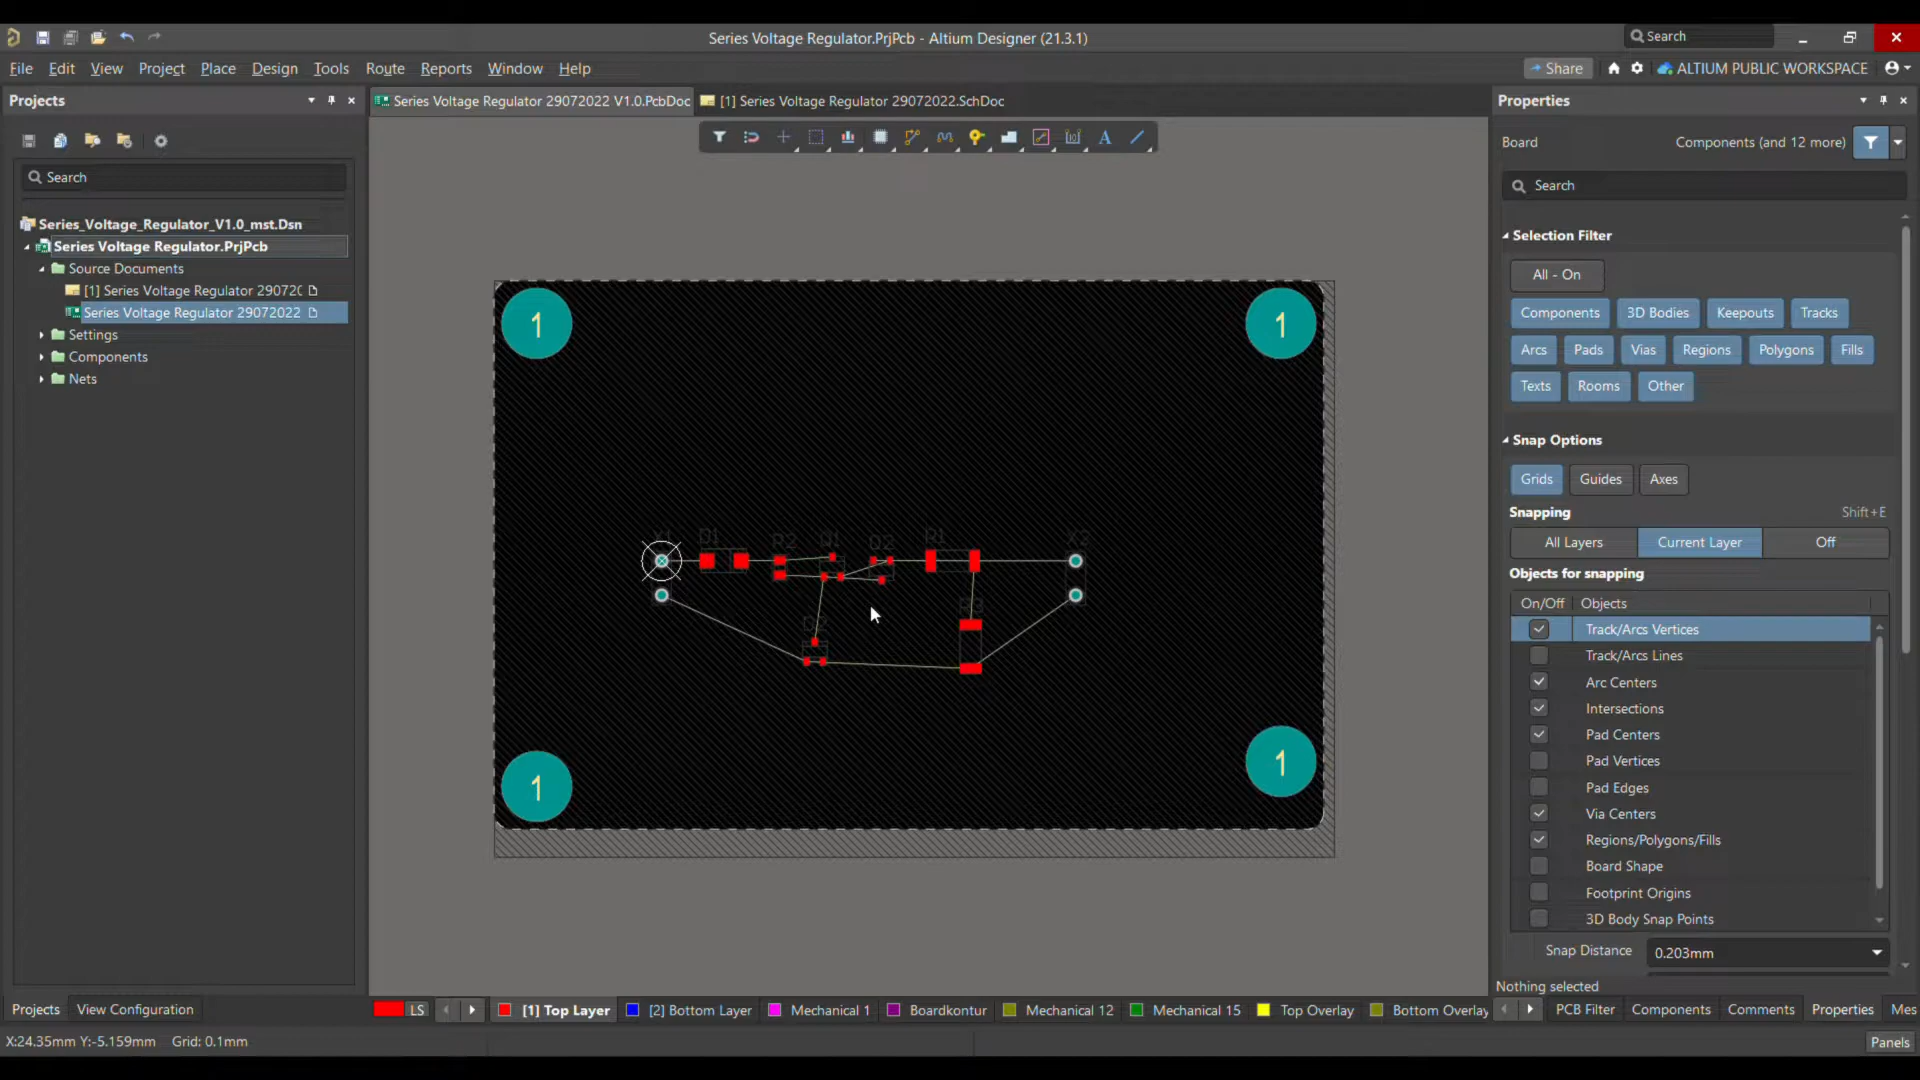 Series Voltage Regulator.PrjPcb - Altium Designer (21.3.1)
Search
File Edit View Project Place Design Tools Route Reports Window Help
Share
ALTIUM PUBLIC WORKSPACE
Projects
Series Voltage Regulator 29072022 V1.0.PcbDoc
[1] Series Voltage Regulator 29072022.SchDoc
Properties
Board
Components (and 12 more)
Search
Search
Series_Voltage_Regulator_V1.0_mst.Dsn
Series Voltage Regulator.PrjPcb
Source Documents
[1] Series Voltage Regulator 290720
Series Voltage Regulator 29072022
Settings
Components
Nets
1
1
1
1
D1
R2
Q1
Q2
R1
X2
Selection Filter
All - On
Components 3D Bodies Keepouts Tracks
Arcs Pads Vias Regions Polygons Fills
Texts Rooms Other
Snap Options
Grids Guides Axes
Snapping Shift+E
All Layers Current Layer Off
Objects for snapping
On/Off Objects
Track/Arcs Vertices
Track/Arcs Lines
Arc Centers
Intersections
Pad Centers
Pad Vertices
Pad Edges
Via Centers
Regions/Polygons/Fills
Board Shape
Footprint Origins
3D Body Snap Points
Snap Distance 0.203mm
Nothing selected
Projects View Configuration
LS
[1] Top Layer [2] Bottom Layer Mechanical 1 Boardkontur Mechanical 12 Mechanical 15 Top Overlay Bottom Overlay
PCB Filter Components Comments Properties Mes
X:24.35mm Y:-5.159mm Grid: 0.1mm
Panels